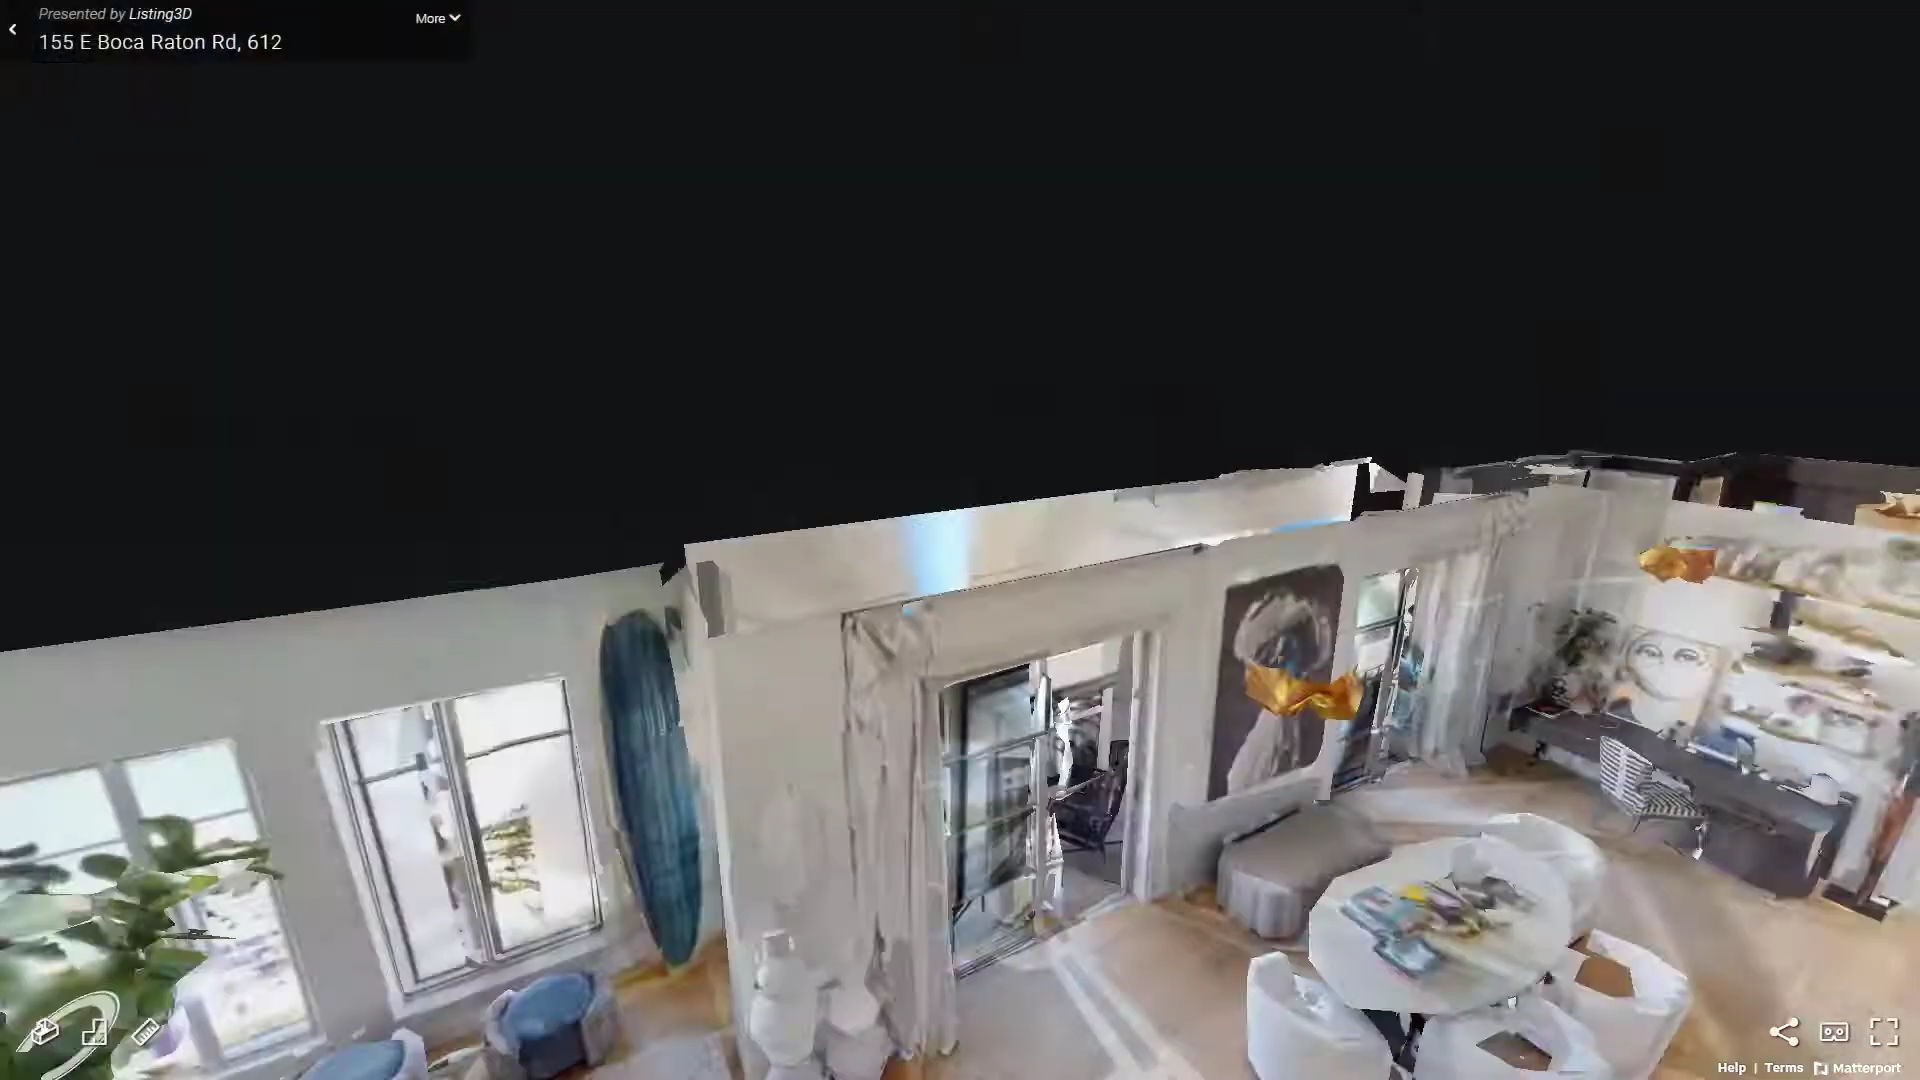 Presented by Listing3D
More
155 E Boca Raton Rd, 612
Help | Terms Matterport